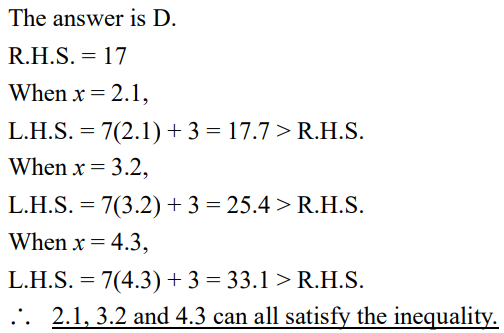 The answer is D.
R.H.S. = 17
When x = 2.1,
L.H.S. = 7(2.1) + 3 = 17.7 > R.H.S.
When x = 3.2,
L.H.S. = 7(3.2) + 3 = 25.4 > R.H.S.
When x = 4.3,
L.H.S. = 7(4.3) + 3 = 33.1 > R.H.S.
∴ 2.1, 3.2 and 4.3 can all satisfy the inequality.